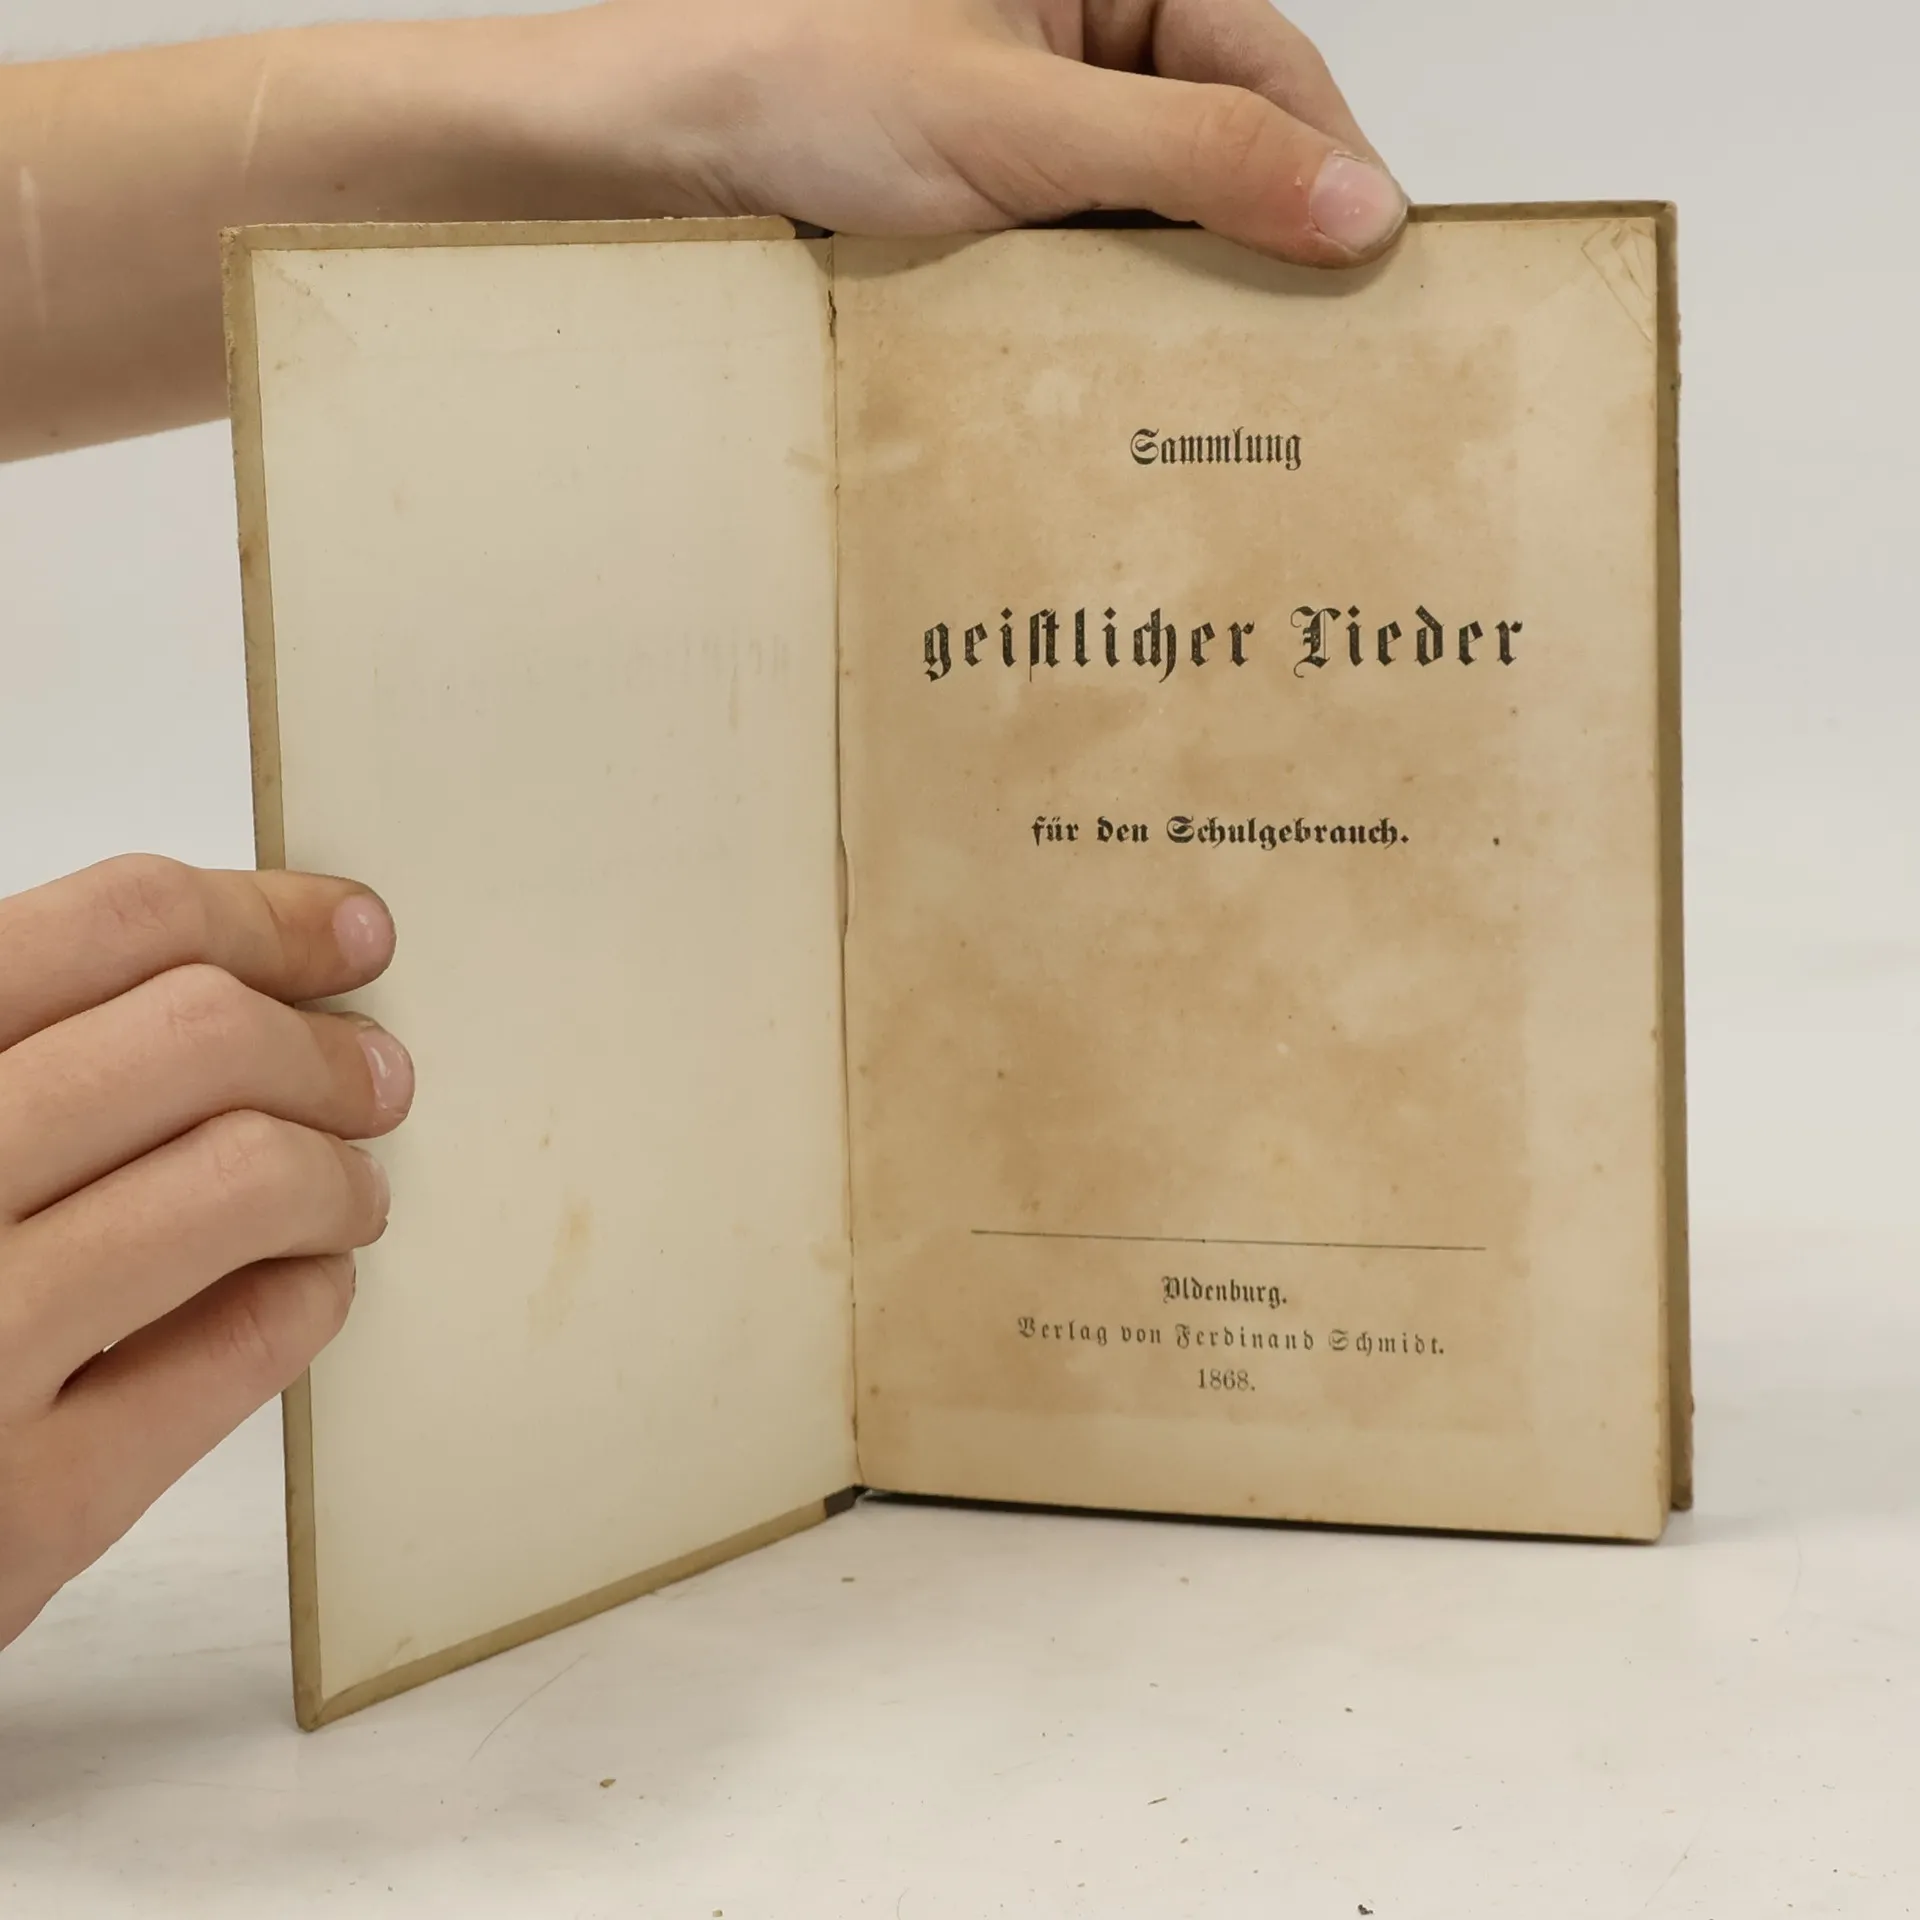 Sammlung
geistlicher Lieder
für den Schulgebrauch.
Oldenburg.
Verlag von Ferdinand Schmidt.
1868.